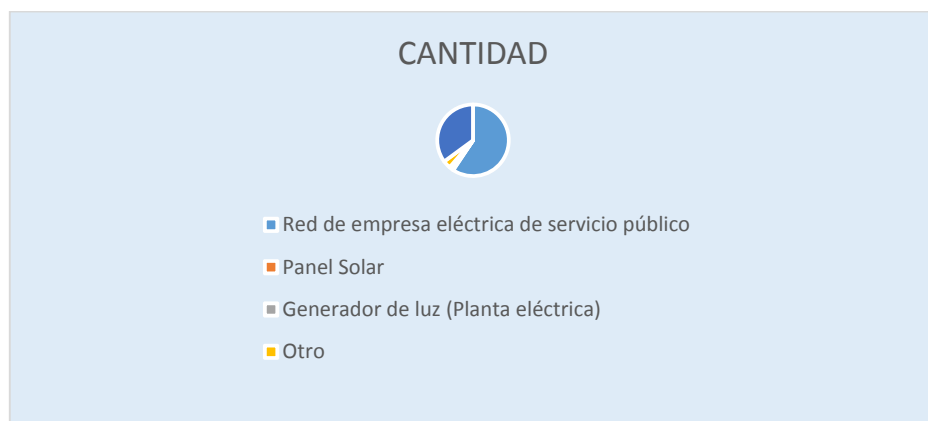 CANTIDAD
Red de empresa eléctrica de servicio público
Panel Solar
Generador de luz (Planta eléctrica)
Otro